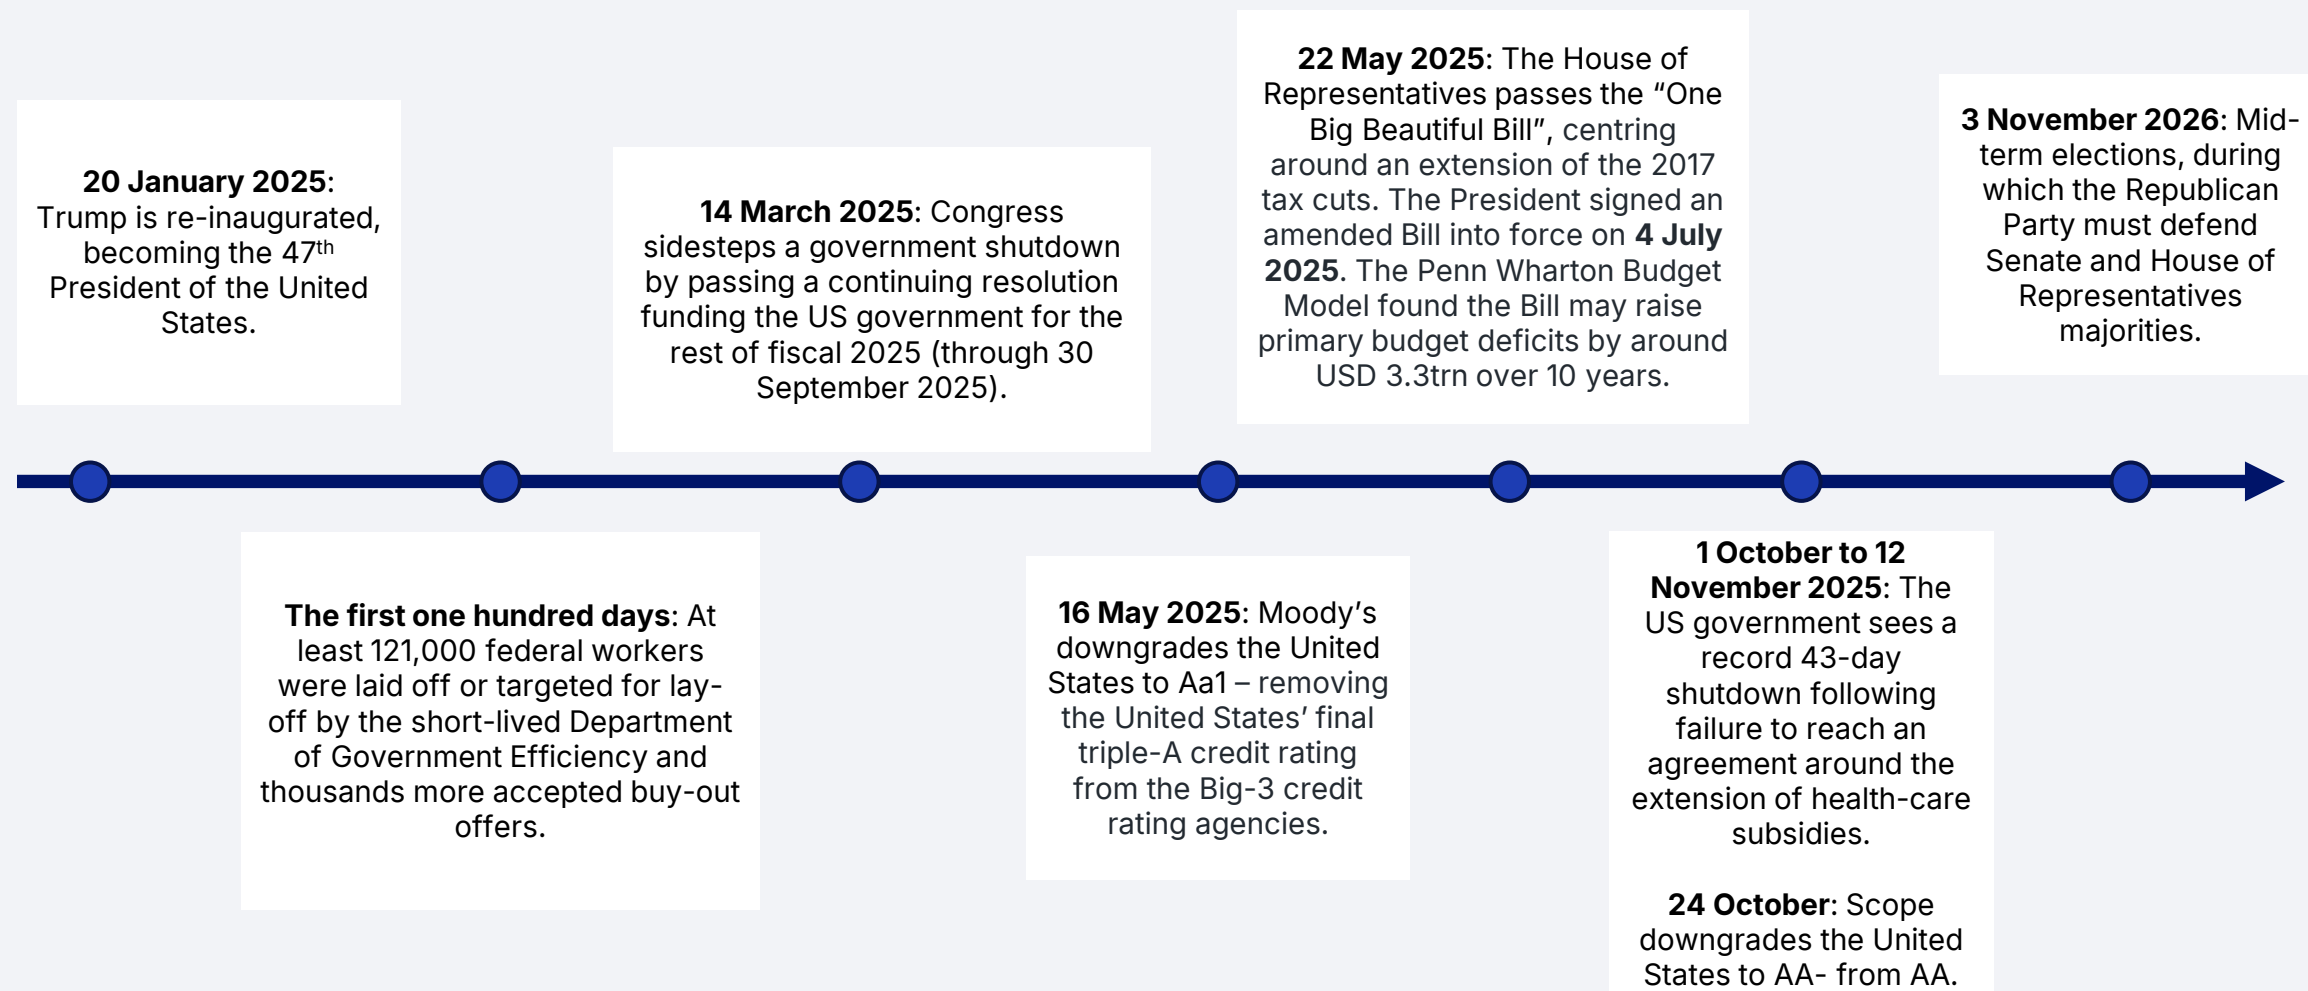 20 January 2025:
Trump is re-inaugurated,
becoming the 47th
President of the United
States.
The first one hundred days: At
least 121,000 federal workers
were laid off or targeted for lay-
off by the short-lived Department
of Government Efficiency and
thousands more accepted buy-out
offers.
14 March 2025: Congress
sidesteps a government shutdown
by passing a continuing resolution
funding the US government for the
rest of fiscal 2025 (through 30
September 2025).
16 May 2025: Moody’s
downgrades the United
States to Aa1 – removing
the United States’ final
triple-A credit rating
from the Big-3 credit
rating agencies.
22 May 2025: The House of
Representatives passes the “One
Big Beautiful Bill”, centring
around an extension of the 2017
tax cuts. The President signed an
amended Bill into force on 4 July
2025. The Penn Wharton Budget
Model found the Bill may raise
primary budget deficits by around
USD 3.3trn over 10 years.
1 October to 12
November 2025: The
US government sees a
record 43-day
shutdown following
failure to reach an
agreement around the
extension of health-care
subsidies.
24 October: Scope
downgrades the United
States to AA- from AA.
3 November 2026: Mid-
term elections, during
which the Republican
Party must defend
Senate and House of
Representatives
majorities.